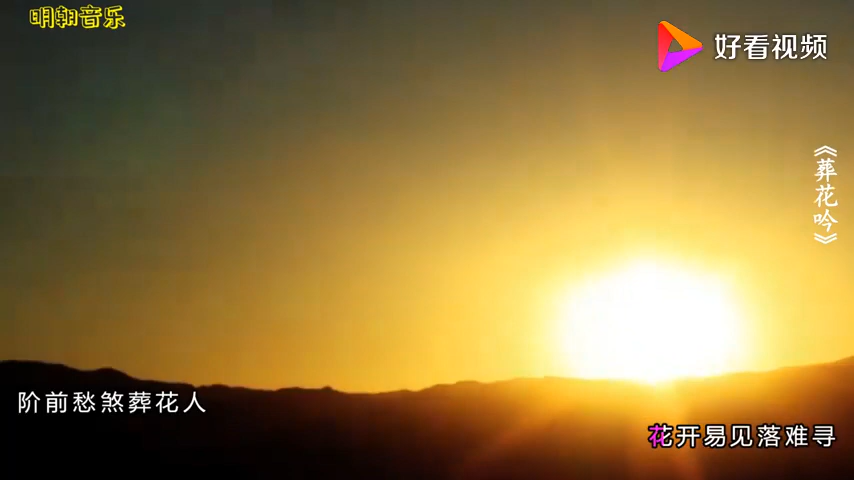 明朝音乐
好看视频
《葬花吟》
阶前愁煞葬花人
花开易见落难寻